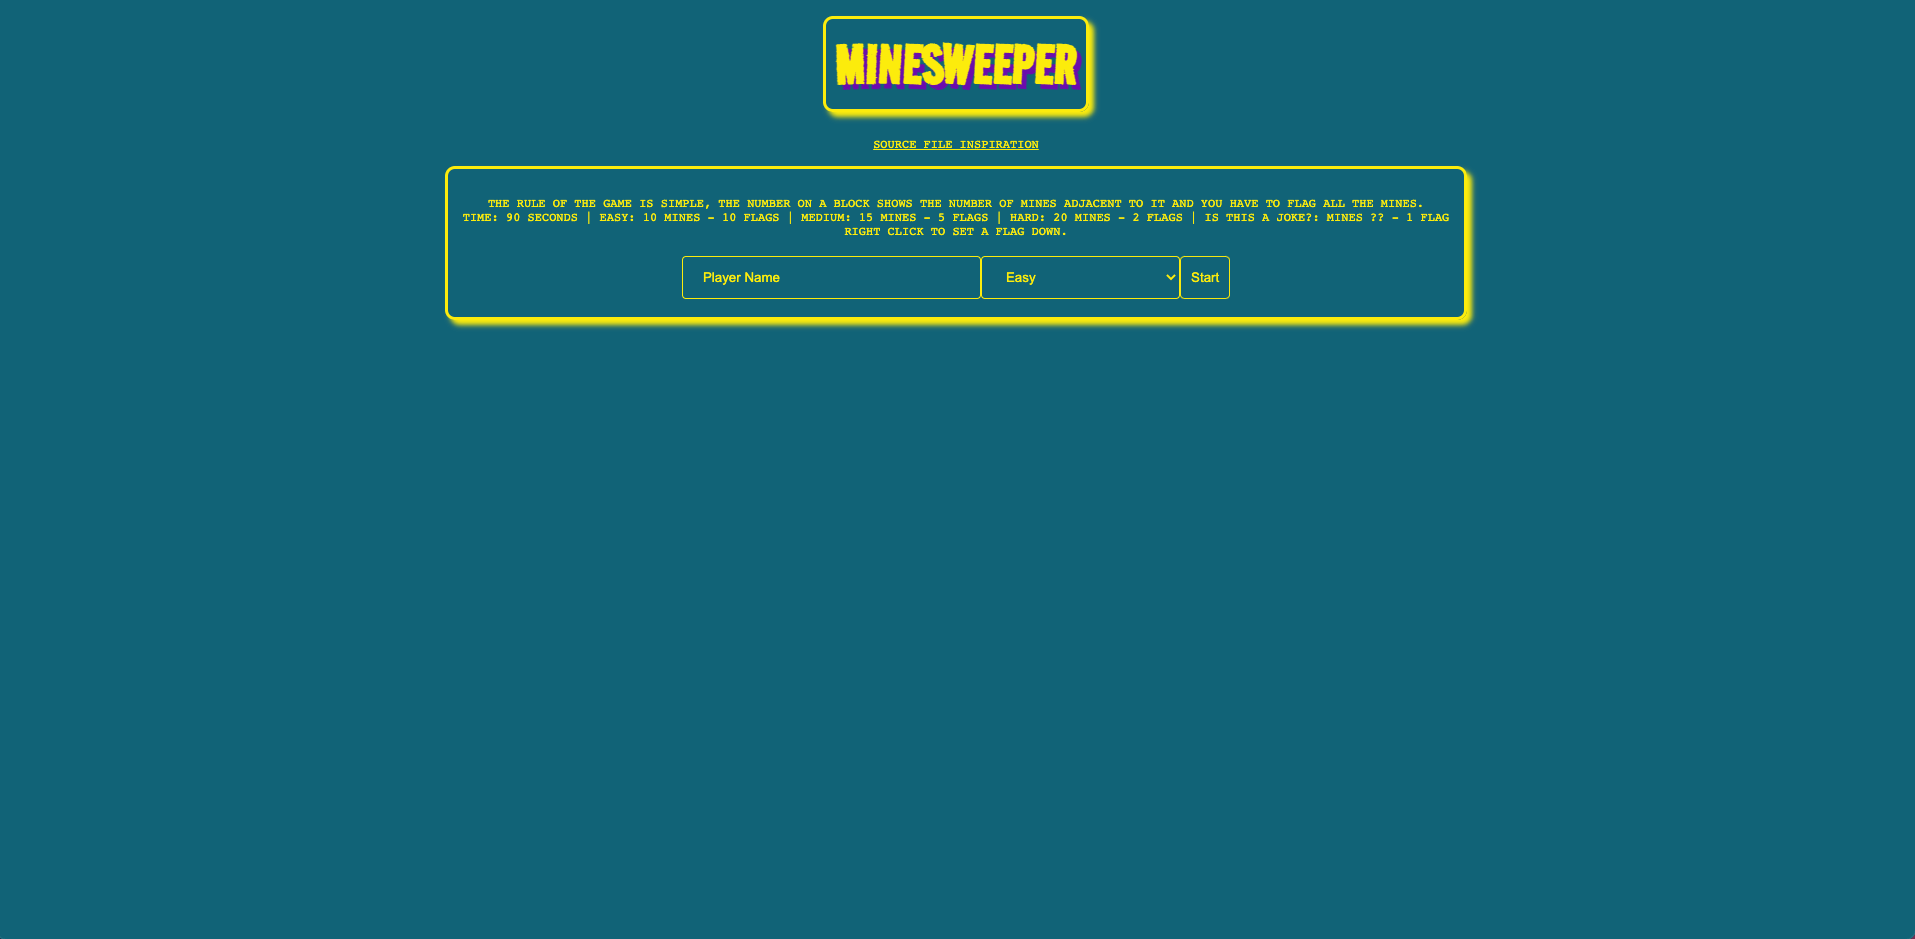 MINESWEEPER
SOURCE FILE INSPIRATION
THE RULE OF THE GAME IS SIMPLE, THE NUMBER ON A BLOCK SHOWS THE NUMBER OF MINES ADJACENT TO IT AND YOU HAVE TO FLAG ALL THE MINES.
TIME: 90 SECONDS | EASY: 10 MINES - 10 FLAGS | MEDIUM: 15 MINES - 5 FLAGS | HARD: 20 MINES - 2 FLAGS | IS THIS A JOKE?: MINES ?? - 1 FLAG
RIGHT CLICK TO SET A FLAG DOWN.
Player Name Easy Start